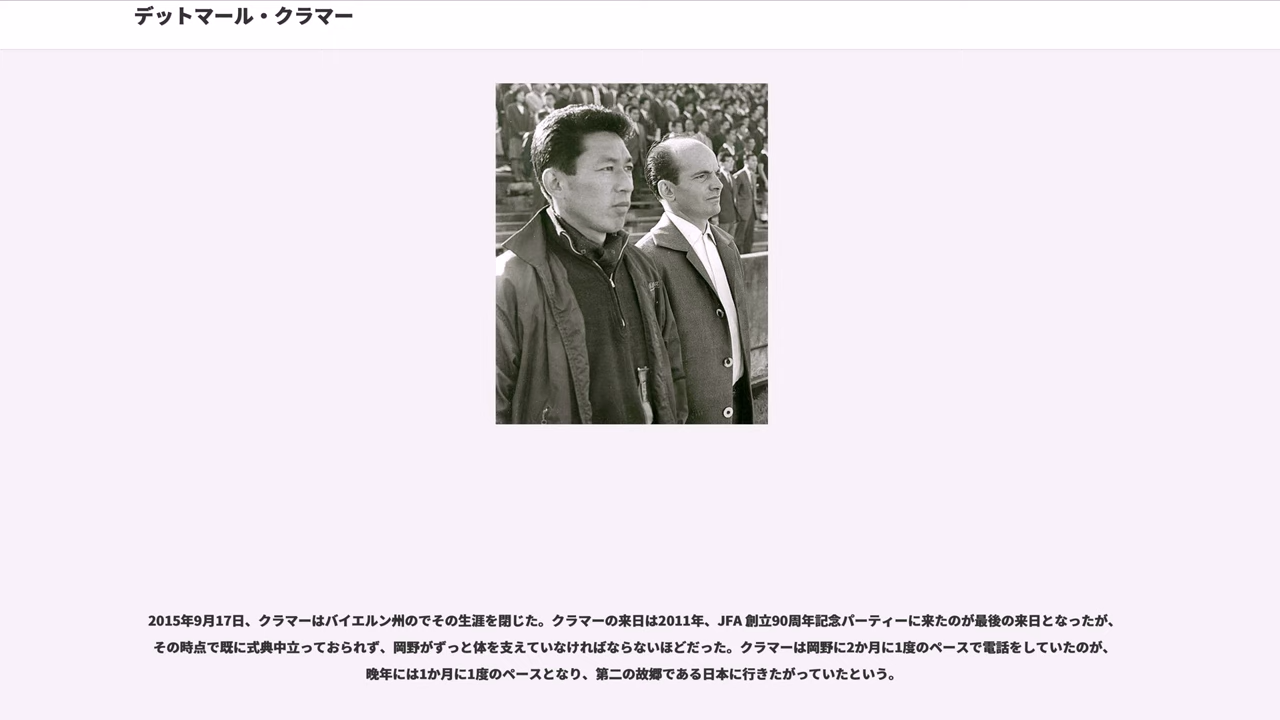 デットマール・クラマー
2015年9月17日、クラマーはバイエルン州のでその生涯を閉じた。クラマーの来日は2011年、JFA 創立90周年記念パーティーに来たのが最後の来日となったが、
その時点で既に式典中立っておられず、岡野がずっと体を支えていなければならないほどだった。クラマーは岡野に2か月に1度のペースで電話をしていたのが、
晩年には1か月に1度のペースとなり、第二の故郷である日本に行きたがっていたという。